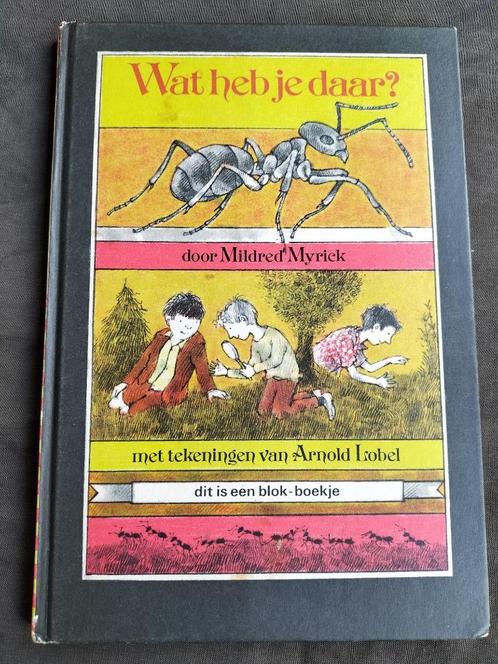 Wat heb je daar?
door Mildred Myrick
met tekeningen van Arnold Lobel
dit is een blok-boekje